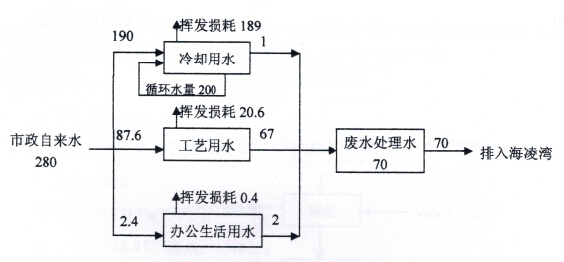 挥发损耗 189
190
1
冷却用水
循环水量 200
挥发损耗 20.6
市政自来水
280
87.6
工艺用水
67
废水处理水
70
70
排入海凌湾
挥发损耗 0.4
2.4
办公生活用水
2